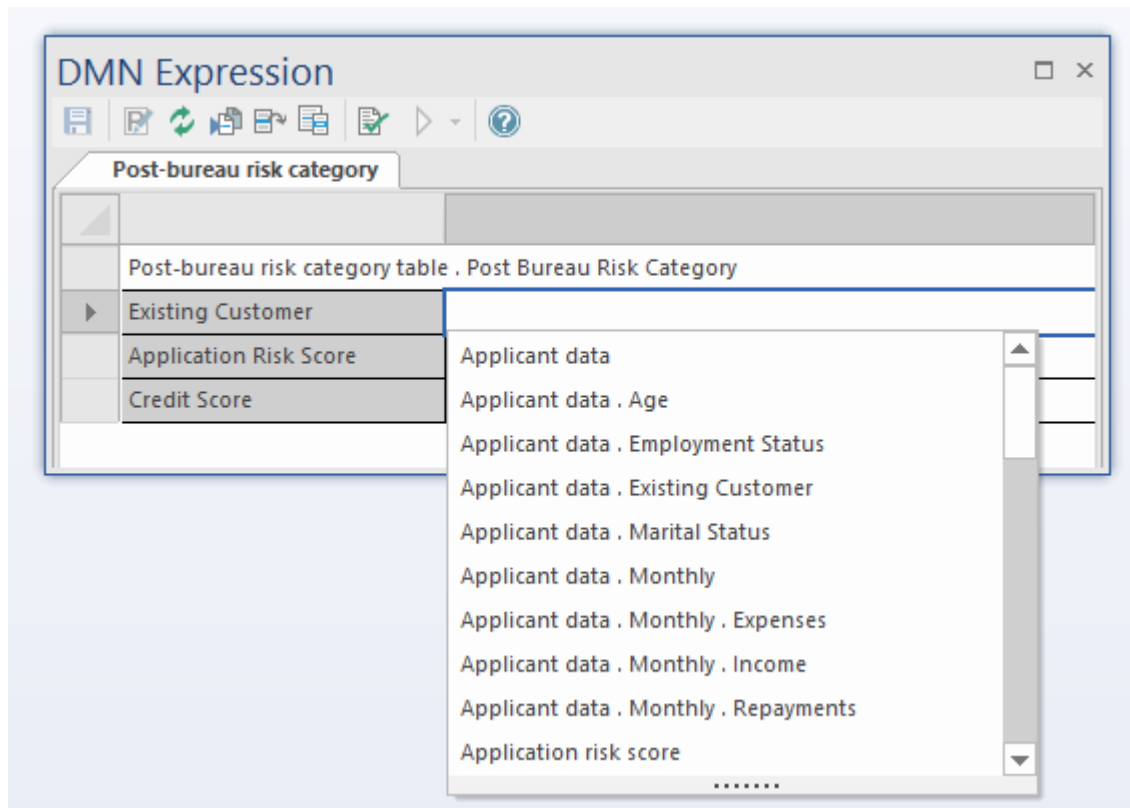 DMN Expression
Post-bureau risk category
Post-bureau risk category table . Post Bureau Risk Category
Existing Customer
Application Risk Score
Credit Score
Applicant data
Applicant data . Age
Applicant data . Employment Status
Applicant data . Existing Customer
Applicant data . Marital Status
Applicant data . Monthly
Applicant data . Monthly . Expenses
Applicant data . Monthly . Income
Applicant data . Monthly . Repayments
Application risk score